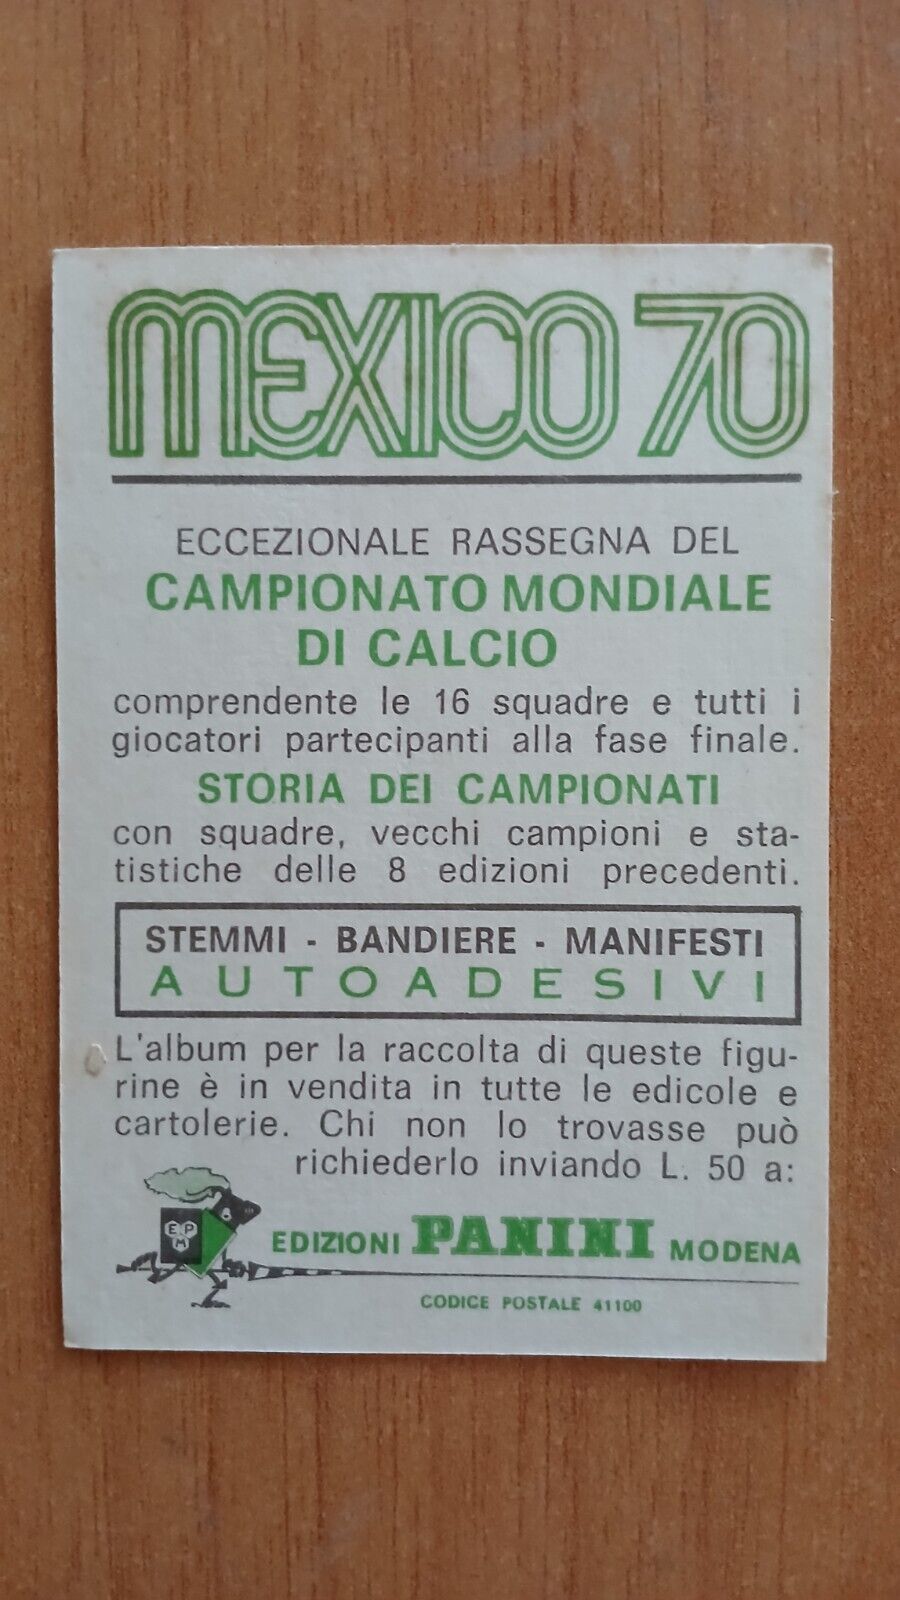 MEXICO 70
ECCEZIONALE RASSEGNA DEL
CAMPIONATO MONDIALE
DI CALCIO
comprendente le 16 squadre e tutti i
giocatori partecipanti alla fase finale.
STORIA DEI CAMPIONATI
con squadre, vecchi campioni e sta-
tistiche delle 8 edizioni precedenti.
STEMMI - BANDIERE - MANIFESTI
AUTOADESIVI
L'album per la raccolta di queste figu-
rine è in vendita in tutte le edicole e
cartolerie. Chi non lo trovasse può
richiederlo inviando L. 50 a:
EPM
EDIZIONI PANINI MODENA
CODICE POSTALE 41100